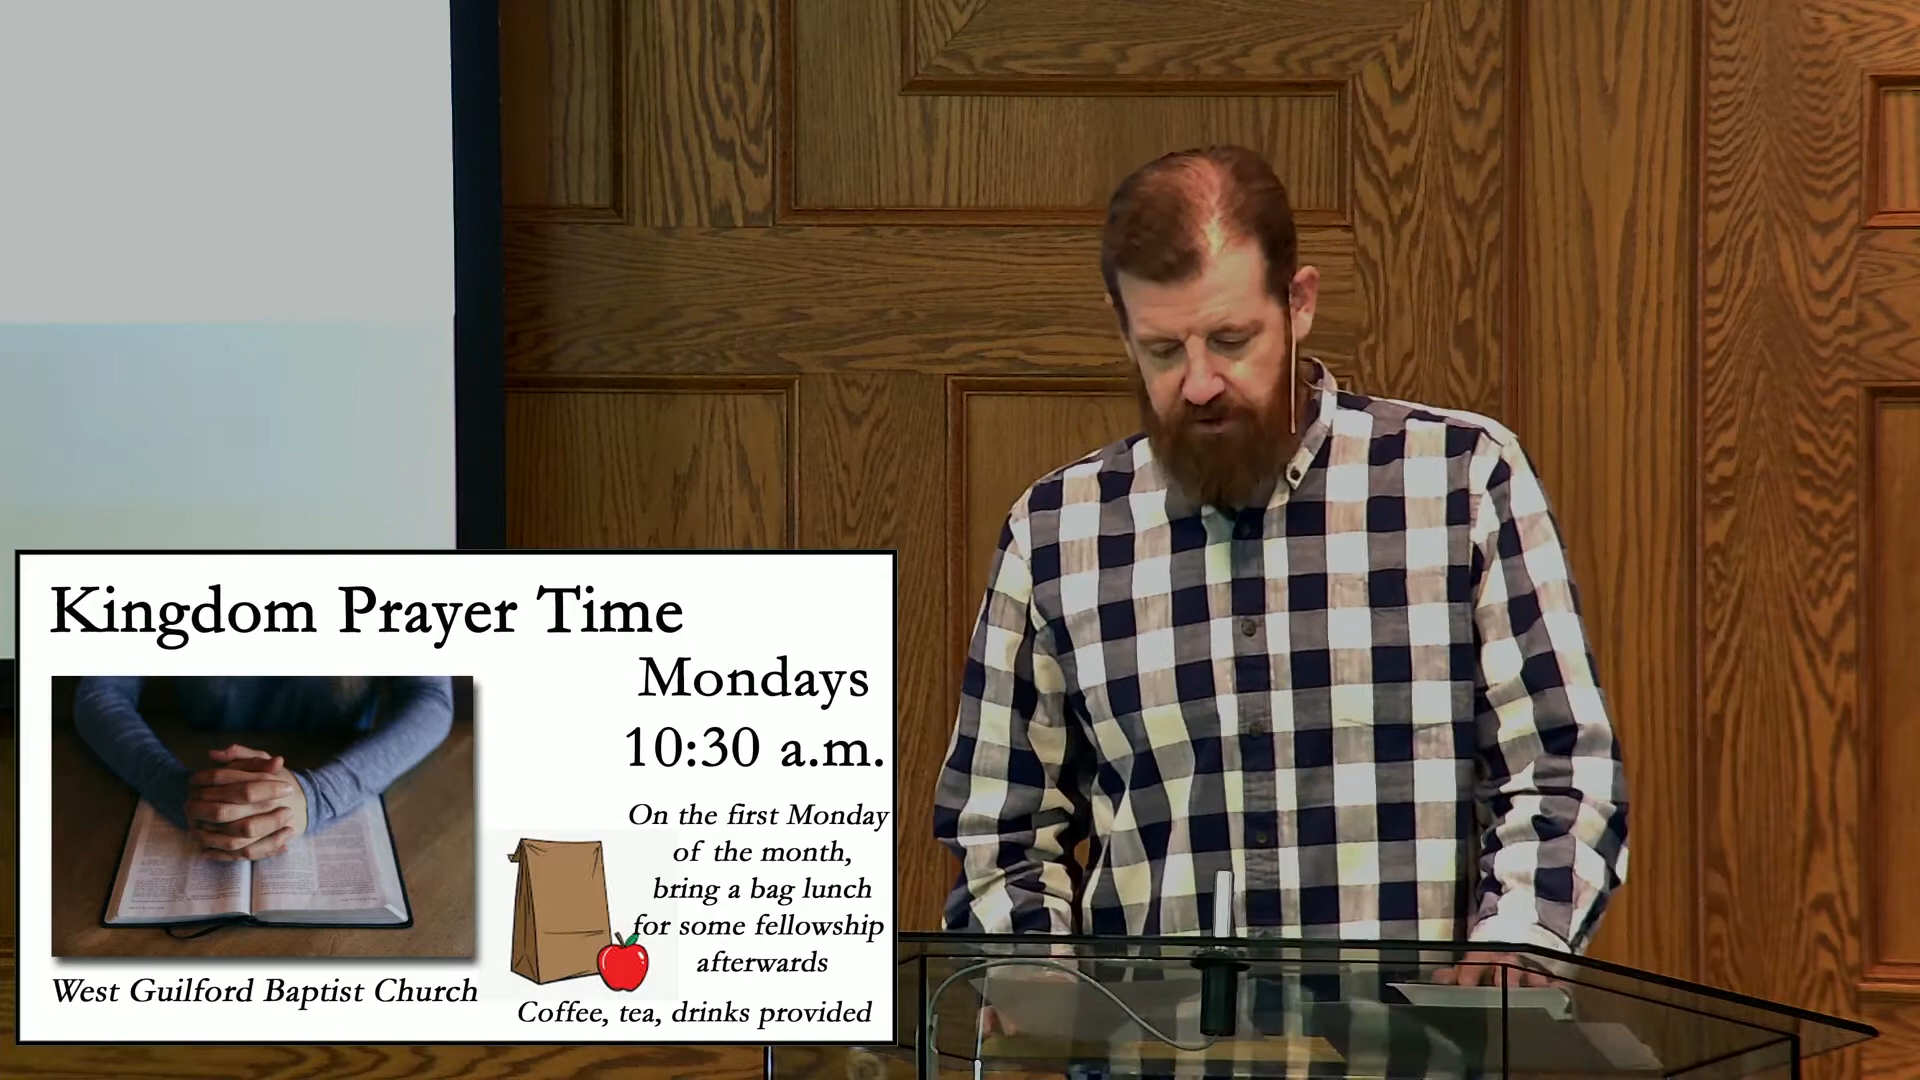 Kingdom Prayer Time
Mondays
10:30 a.m.
On the first Monday
of the month,
bring a bag lunch
for some fellowship
afterwards
West Guilford Baptist Church
Coffee, tea, drinks provided